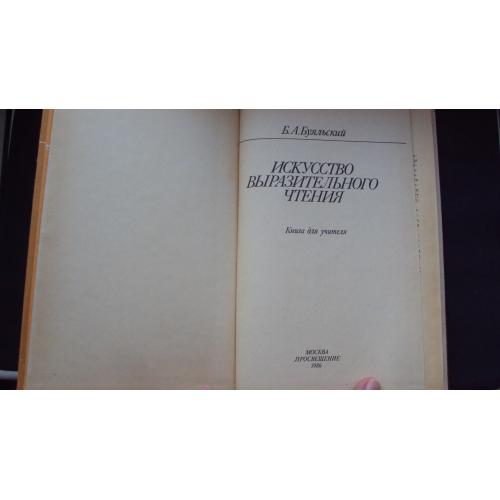 Б.А.Буяльский
ИСКУССТВО
ВЫРАЗИТЕЛЬНОГО
ЧТЕНИЯ
Книга для учителя
МОСКВА
ПРОСВЕЩЕНИЕ
1986